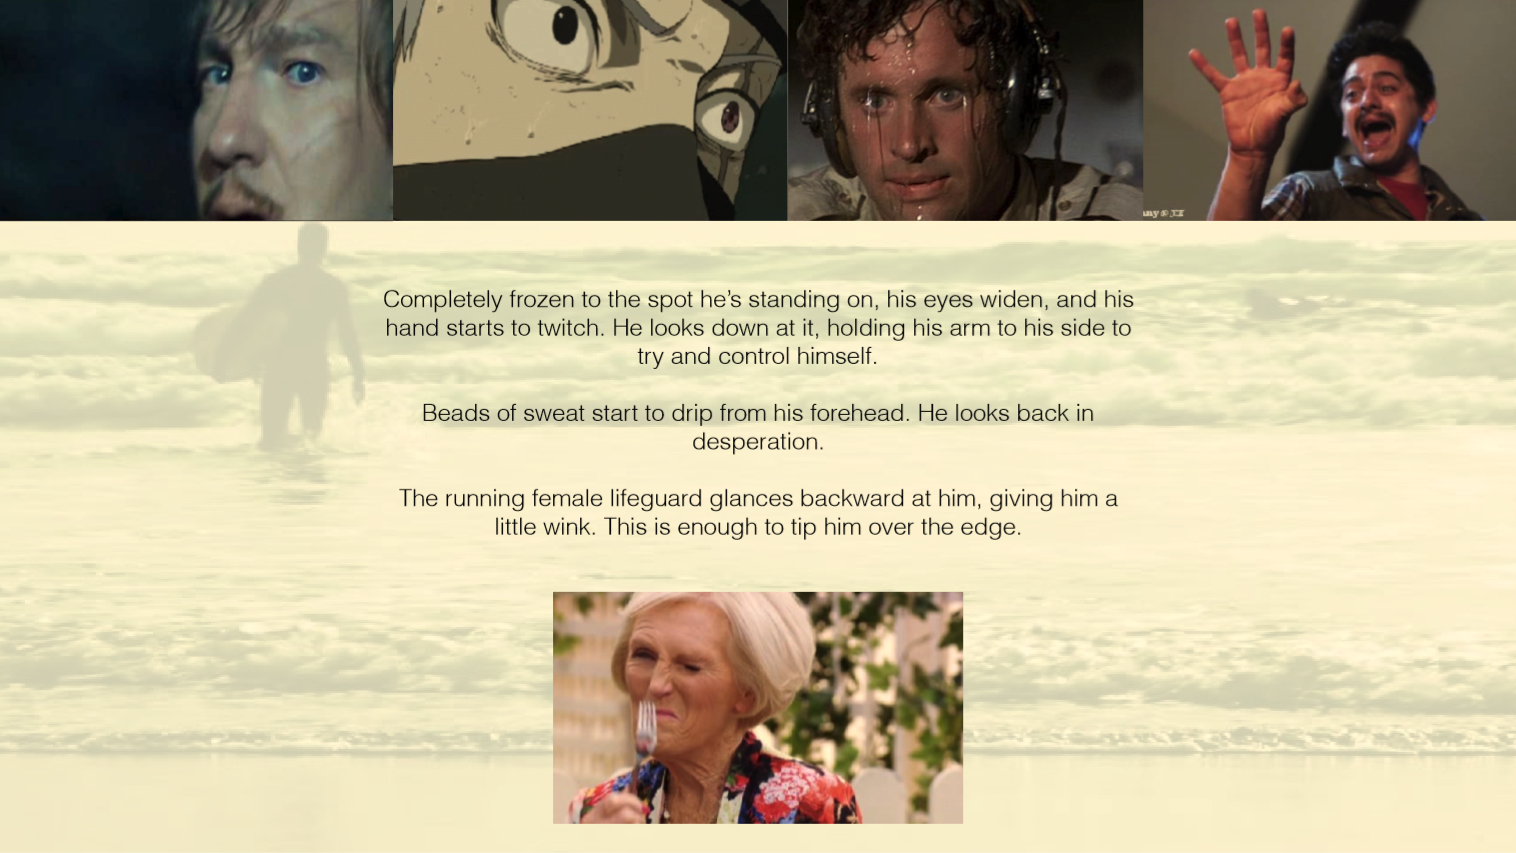 Completely frozen to the spot he’s standing on, his eyes widen, and his
hand starts to twitch. He looks down at it, holding his arm to his side to
try and control himself.
Beads of sweat start to drip from his forehead. He looks back in
desperation.
The running female lifeguard glances backward at him, giving him a
little wink. This is enough to tip him over the edge.